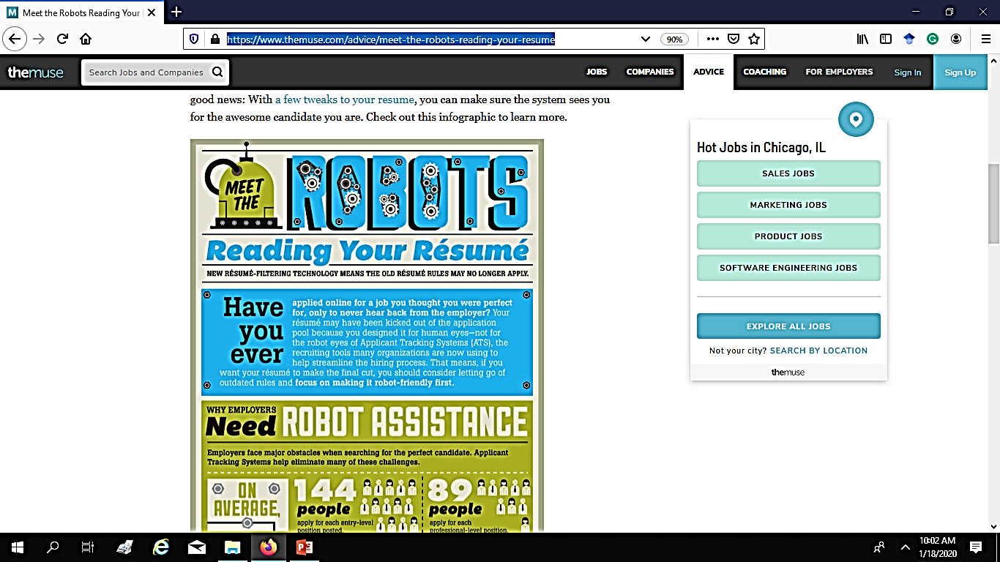 Meet the Robots Reading Your
https://www.themuse.com/advice/meet-the-robots-reading-your-resume
90%
themuse
Search Jobs and Companies
JOBS
COMPANIES
ADVICE
COACHING
FOR EMPLOYERS
Sign In
Sign Up
good news: With a few tweaks to your resume, you can make sure the system sees you
for the awesome candidate you are. Check out this infographic to learn more.
MEET
THE
ROBOTS
Reading Your Résumé
NEW RÉSUMÉ-FILTERING TECHNOLOGY MEANS THE OLD RÉSUMÉ RULES MAY NO LONGER APPLY.
Have
you
ever
applied online for a job you thought you were perfect
for, only to never hear back from the employer? Your
résumé may have been kicked out of the application
pool because you designed it for human eyes—not for
the robot eyes of Applicant Tracking Systems (ATS), the
recruiting tools many organizations are now using to
help streamline the hiring process. That means, if you
want your résumé to make the final cut, you should consider letting go of
outdated rules and focus on making it robot-friendly first.
WHY EMPLOYERS
Need ROBOT ASSISTANCE
Employers face major obstacles when searching for the perfect candidate. Applicant
Tracking Systems help eliminate many of these challenges.
ON
AVERAGE,
144
people
apply for each entry-level
position posted.
89
people
apply for each
professional-level position.
Hot Jobs in Chicago, IL
SALES JOBS
MARKETING JOBS
PRODUCT JOBS
SOFTWARE ENGINEERING JOBS
EXPLORE ALL JOBS
Not your city? SEARCH BY LOCATION
themuse
10:02 AM
1/18/2020